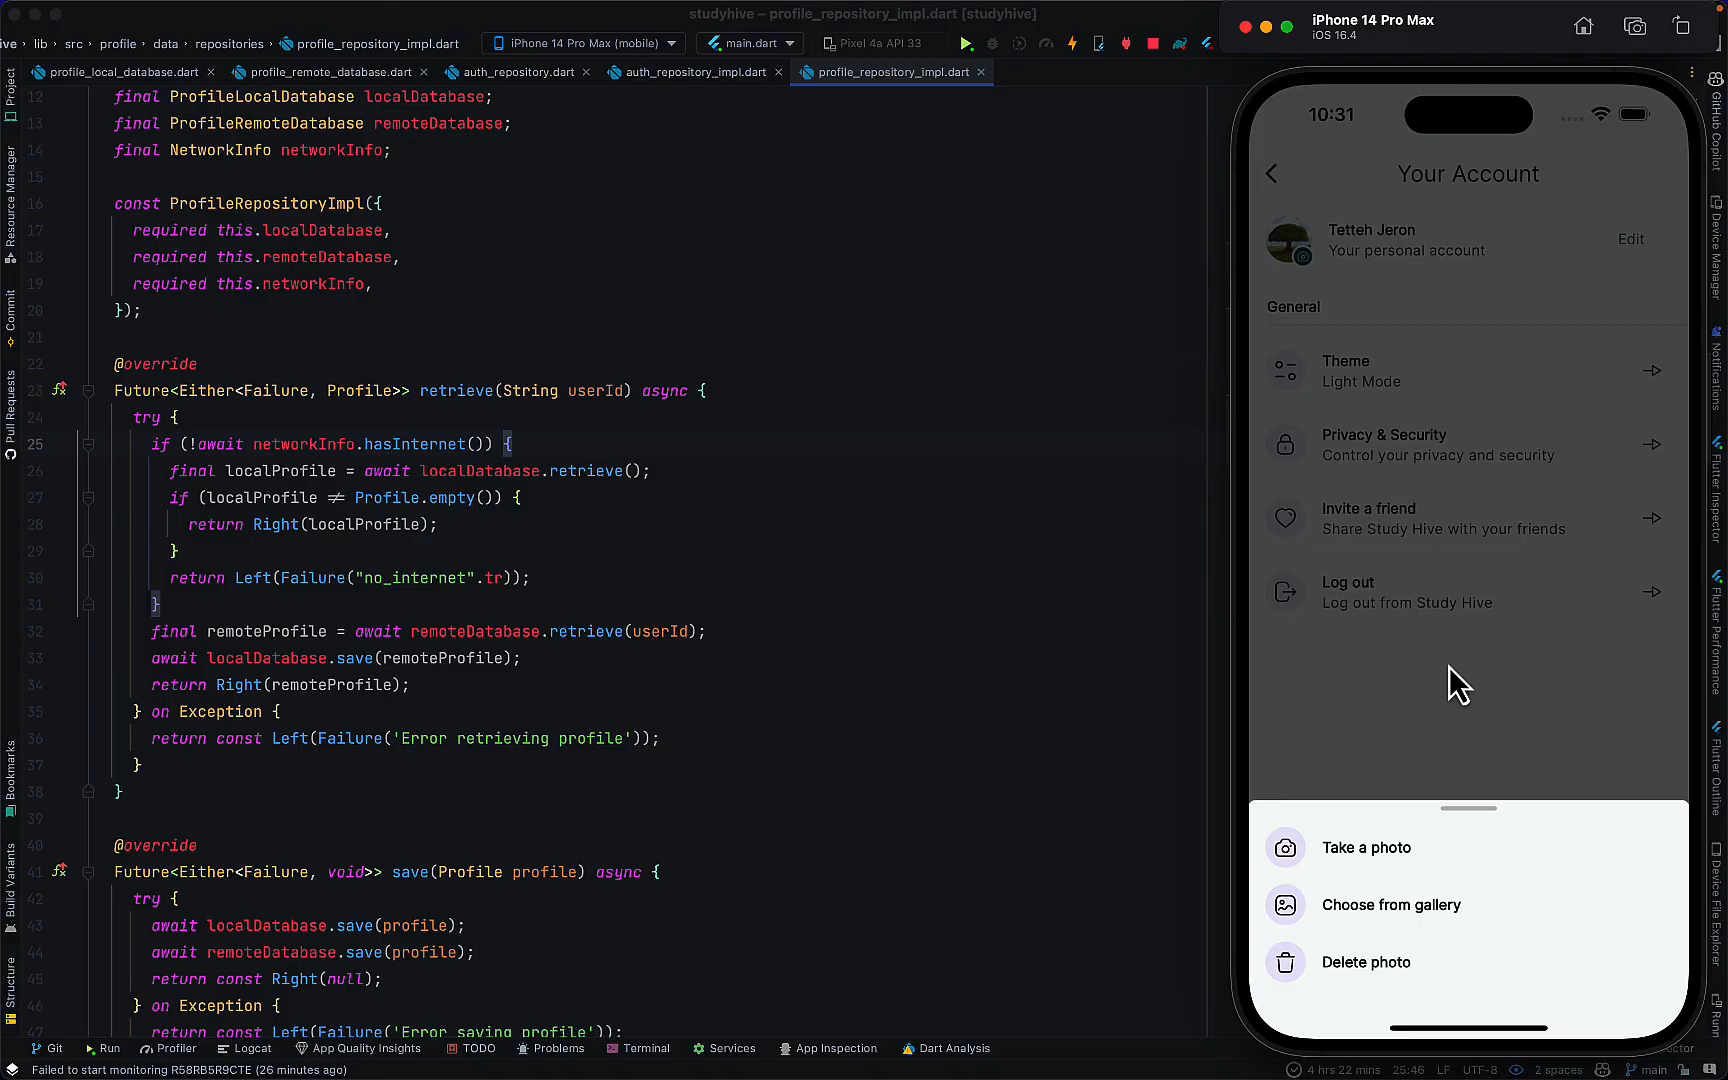 studyhive – profile_repository_impl.dart [studyhive]
ive › lib › src › profile › data › repositories › profile_repository_impl.dart
iPhone 14 Pro Max (mobile)
main.dart
Pixel 4a API 33
profile_local_database.dart
profile_remote_database.dart
auth_repository.dart
auth_repository_impl.dart
profile_repository_impl.dart
12 final ProfileLocalDatabase localDatabase;
13 final ProfileRemoteDatabase remoteDatabase;
14 final NetworkInfo networkInfo;
15
16 const ProfileRepositoryImpl({
17 required this.localDatabase,
18 required this.remoteDatabase,
19 required this.networkInfo,
20 });
21
22 @override
23 Future<Either<Failure, Profile>> retrieve(String userId) async {
24 try {
25 if (!await networkInfo.hasInternet()) {
26 final localProfile = await localDatabase.retrieve();
27 if (localProfile ≠ Profile.empty()) {
28 return Right(localProfile);
29 }
30 return Left(Failure("no_internet".tr));
31 }
32 final remoteProfile = await remoteDatabase.retrieve(userId);
33 await localDatabase.save(remoteProfile);
34 return Right(remoteProfile);
35 } on Exception {
36 return const Left(Failure('Error retrieving profile'));
37 }
38 }
39
40 @override
41 Future<Either<Failure, void>> save(Profile profile) async {
42 try {
43 await localDatabase.save(profile);
44 await remoteDatabase.save(profile);
45 return const Right(null);
46 } on Exception {
47 return const Left(Failure('Error saving profile'));
Project
Resource Manager
Commit
Pull Requests
Bookmarks
Build Variants
Structure
iPhone 14 Pro Max
iOS 16.4
10:31
Your Account
Tetteh Jeron
Your personal account
Edit
General
Theme
Light Mode
Privacy & Security
Control your privacy and security
Invite a friend
Share Study Hive with your friends
Log out
Log out from Study Hive
Take a photo
Choose from gallery
Delete photo
GitHub Copilot
Device Manager
Notifications
Flutter Inspector
Flutter Performance
Flutter Outline
Device File Explorer
Git
Run
Profiler
Logcat
App Quality Insights
TODO
Problems
Terminal
Services
App Inspection
Dart Analysis
Failed to start monitoring R58RB5R9CTE (26 minutes ago)
4 hrs 22 mins
25:46
LF
UTF-8
2 spaces
main